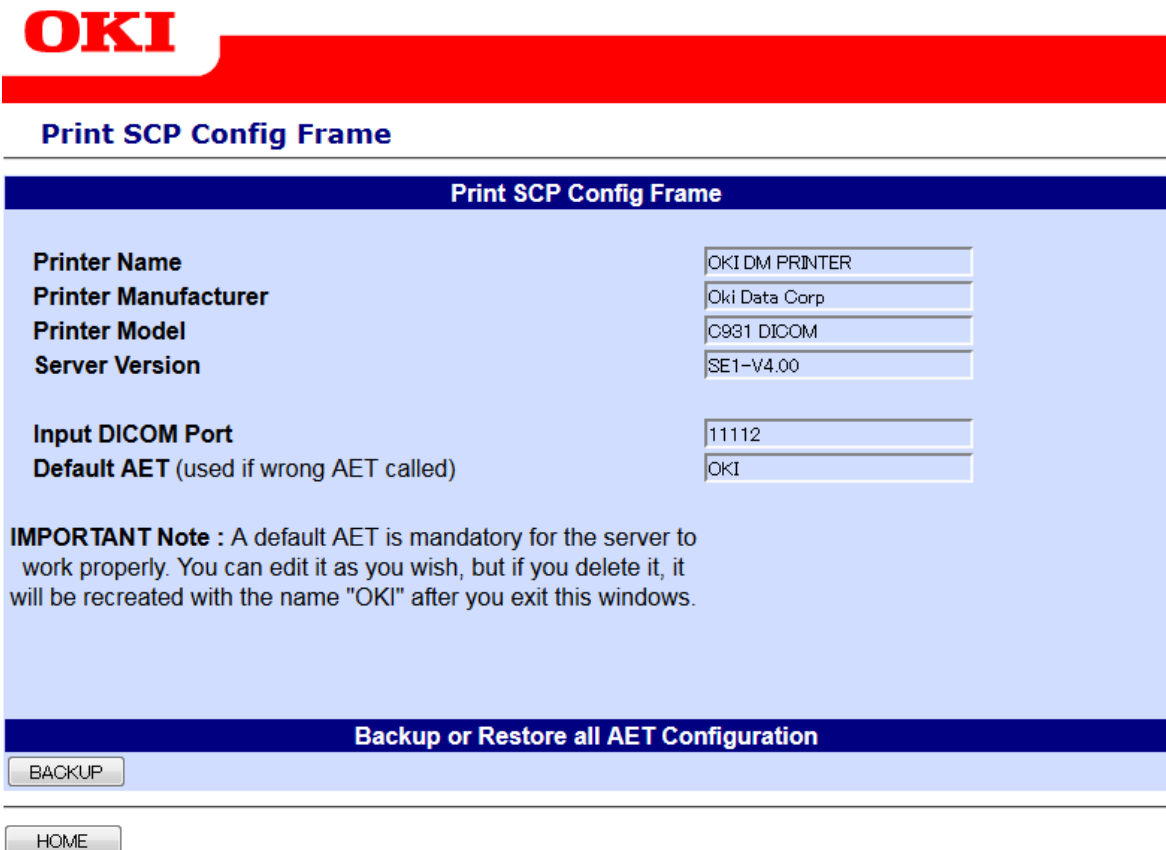 OKI
Print SCP Config Frame
Print SCP Config Frame
Printer Name OKI DM PRINTER
Printer Manufacturer Oki Data Corp
Printer Model C931 DICOM
Server Version SE1-V4.00
Input DICOM Port 11112
Default AET (used if wrong AET called) OKI
IMPORTANT Note : A default AET is mandatory for the server to
work properly. You can edit it as you wish, but if you delete it, it
will be recreated with the name "OKI" after you exit this windows.
Backup or Restore all AET Configuration
BACKUP
HOME